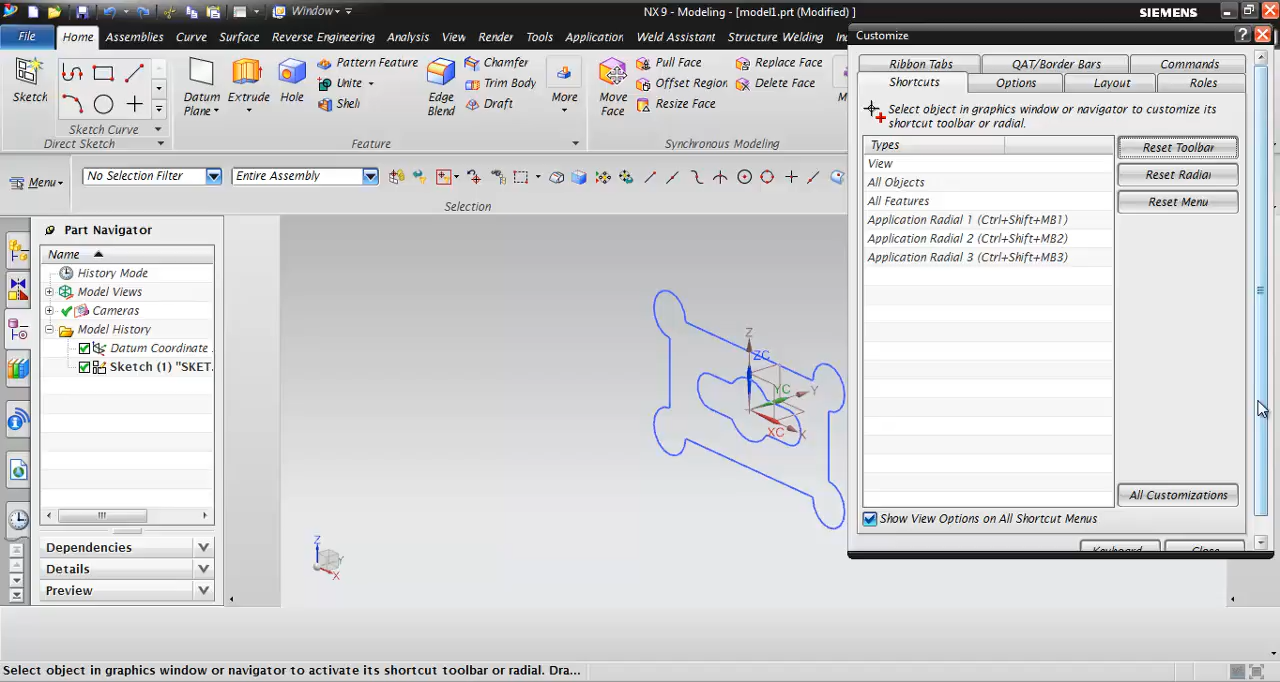 Window
NX 9 - Modeling - [model1.prt (Modified) ]
SIEMENS
File
Home
Assemblies
Curve
Surface
Reverse Engineering
Analysis
View
Render
Tools
Application
Weld Assistant
Structure Welding
Sketch
Sketch Curve
Direct Sketch
Datum
Plane
Extrude
Hole
Pattern Feature
Unite
Shell
Edge
Blend
Chamfer
Trim Body
Draft
More
Feature
Move
Face
Pull Face
Offset Region
Resize Face
Replace Face
Delete Face
Synchronous Modeling
Menu
No Selection Filter
Entire Assembly
Selection
Part Navigator
Name
History Mode
Model Views
Cameras
Model History
Datum Coordinate
Sketch (1) "SKET.
Dependencies
Details
Preview
Z
ZC
YC
Y
XC
X
Z
Y
X
Customize
Ribbon Tabs
QAT/Border Bars
Commands
Shortcuts
Options
Layout
Roles
Select object in graphics window or navigator to customize its
shortcut toolbar or radial.
Types
View
All Objects
All Features
Application Radial 1 (Ctrl+Shift+MB1)
Application Radial 2 (Ctrl+Shift+MB2)
Application Radial 3 (Ctrl+Shift+MB3)
Reset Toolbar
Reset Radial
Reset Menu
All Customizations
Show View Options on All Shortcut Menus
Keyboard
Close
Select object in graphics window or navigator to activate its shortcut toolbar or radial. Dra...